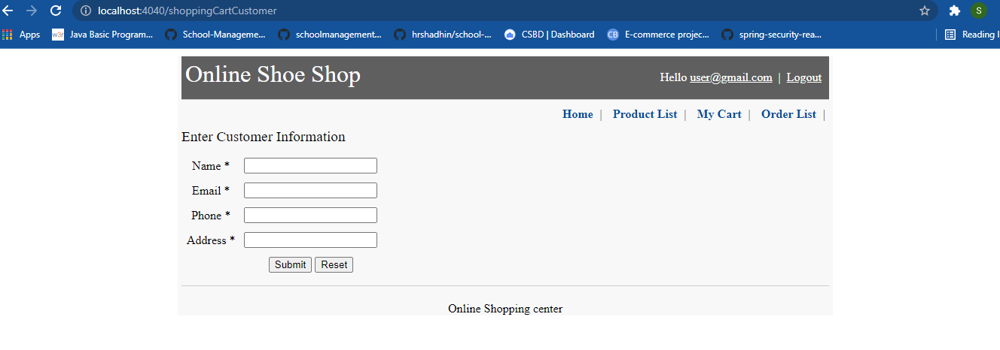 localhost:4040/shoppingCartCustomer
S
Apps
w3r Java Basic Program...
School-Manageme...
schoolmanagement...
hrshadhin/school-...
CSBD | Dashboard
CB E-commerce projec...
spring-security-rea...
Reading l
Online Shoe Shop
Hello user@gmail.com | Logout
Home | Product List | My Cart | Order List |
Enter Customer Information
Name *
Email *
Phone *
Address *
Submit Reset
Online Shopping center